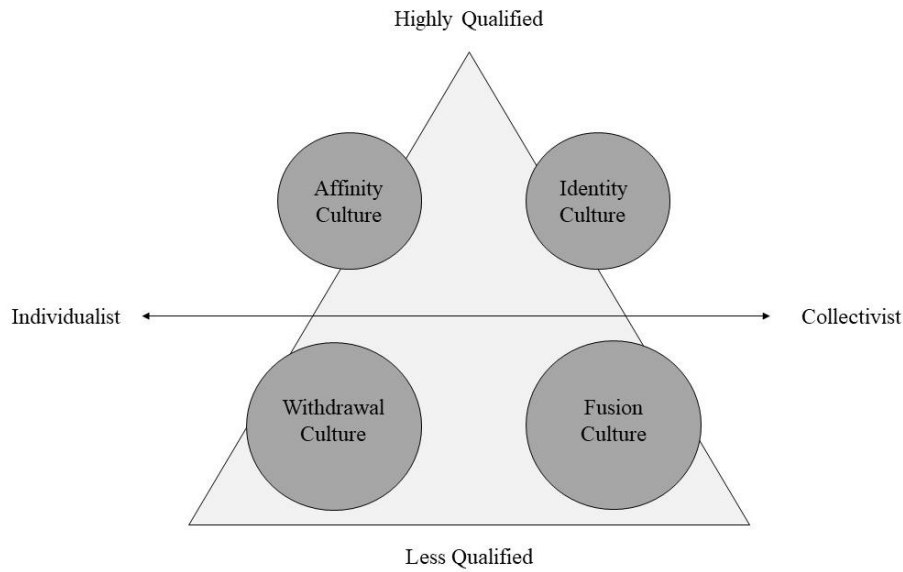 Highly Qualified
Affinity
Culture
Identity
Culture
Individualist
Collectivist
Withdrawal
Culture
Fusion
Culture
Less Qualified